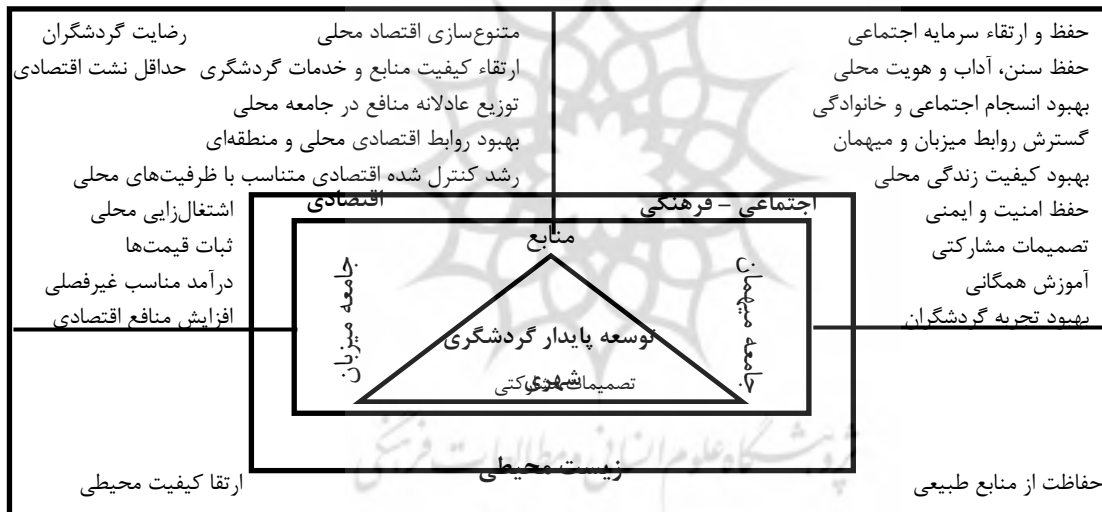 حفظ و ارتقاء سرمایه اجتماعی
حفظ سنن، آداب و هویت محلی
بهبود انسجام اجتماعی و خانوادگی
گسترش روابط میزبان و میهمان
بهبود کیفیت زندگی محلی
حفظ امنیت و ایمنی
تصمیمات مشارکتی
آموزش همگانی
بهبود تجربه گردشگران
متنوع‌سازی اقتصاد محلی رضایت گردشگران
ارتقاء کیفیت منابع و خدمات گردشگری حداقل نشت اقتصادی
توزیع عادلانه منافع در جامعه محلی
بهبود روابط اقتصادی محلی و منطقه‌ای
رشد کنترل شده اقتصادی متناسب با ظرفیت‌های محلی
اشتغال‌زایی محلی
ثبات قیمت‌ها
درآمد مناسب غیرفصلی
افزایش منافع اقتصادی
اجتماعی – فرهنگی
اقتصادی
منابع
جامعه میهمان
جامعه میزبان
توسعه پایدار گردشگری
شهری
تصمیمات مشارکتی
زیست محیطی
پژوهشگاه علوم انسانی و مطالعات فرهنگی
حفاظت از منابع طبیعی
ارتقا کیفیت محیطی